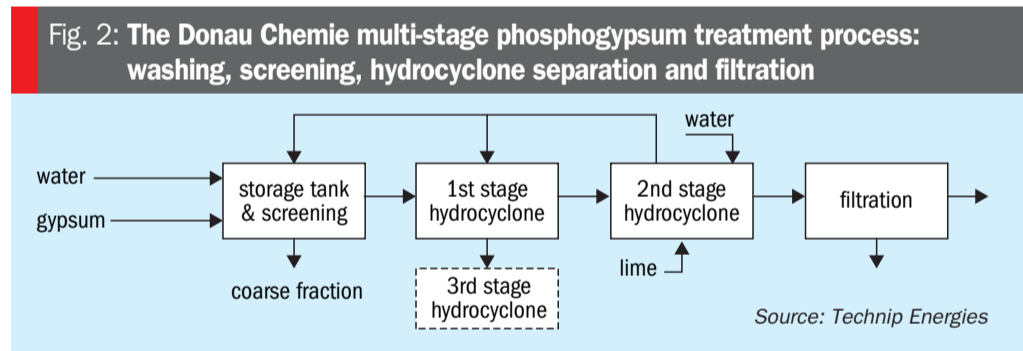 Fig. 2: The Donau Chemie multi-stage phosphogypsum treatment process:
washing, screening, hydrocyclone separation and filtration
water
water
gypsum
storage tank
& screening
1st stage
hydrocyclone
2nd stage
hydrocyclone
filtration
coarse fraction
3rd stage
hydrocyclone
lime
Source: Technip Energies